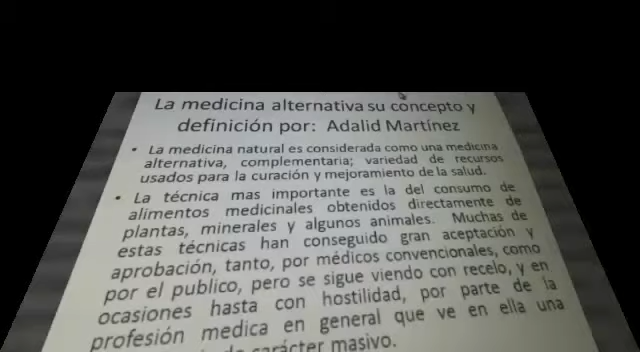 La medicina alternativa su concepto y
definición por: Adalid Martínez
• La medicina natural es considerada como una medicina
alternativa, complementaria; variedad de recursos
usados para la curación y mejoramiento de la salud.
• La técnica mas importante es la del consumo de
alimentos medicinales obtenidos directamente de
plantas, minerales y algunos animales. Muchas de
estas técnicas han conseguido gran aceptación y
aprobación, tanto, por médicos convencionales, como
por el publico, pero se sigue viendo con recelo, y en
ocasiones hasta con hostilidad, por parte de la
profesión medica en general que ve en ella una
de carácter masivo.